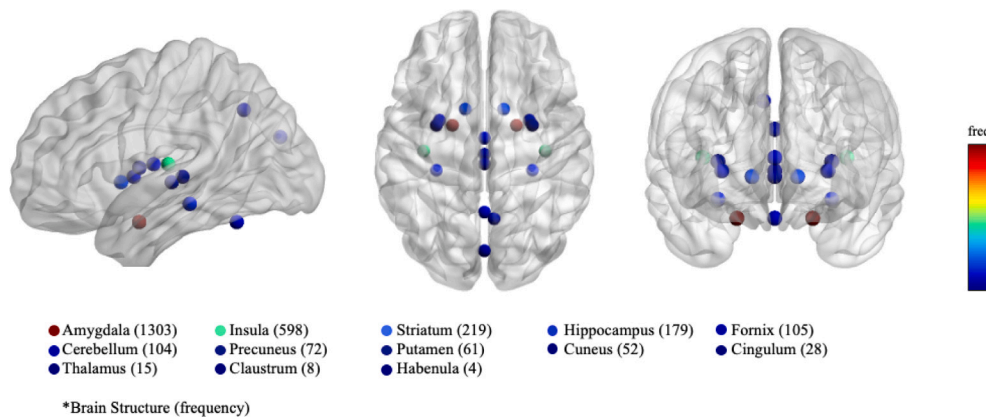 freq
Amygdala (1303) Insula (598) Striatum (219) Hippocampus (179) Fornix (105)
Cerebellum (104) Precuneus (72) Putamen (61) Cuneus (52) Cingulum (28)
Thalamus (15) Claustrum (8) Habenula (4)
*Brain Structure (frequency)